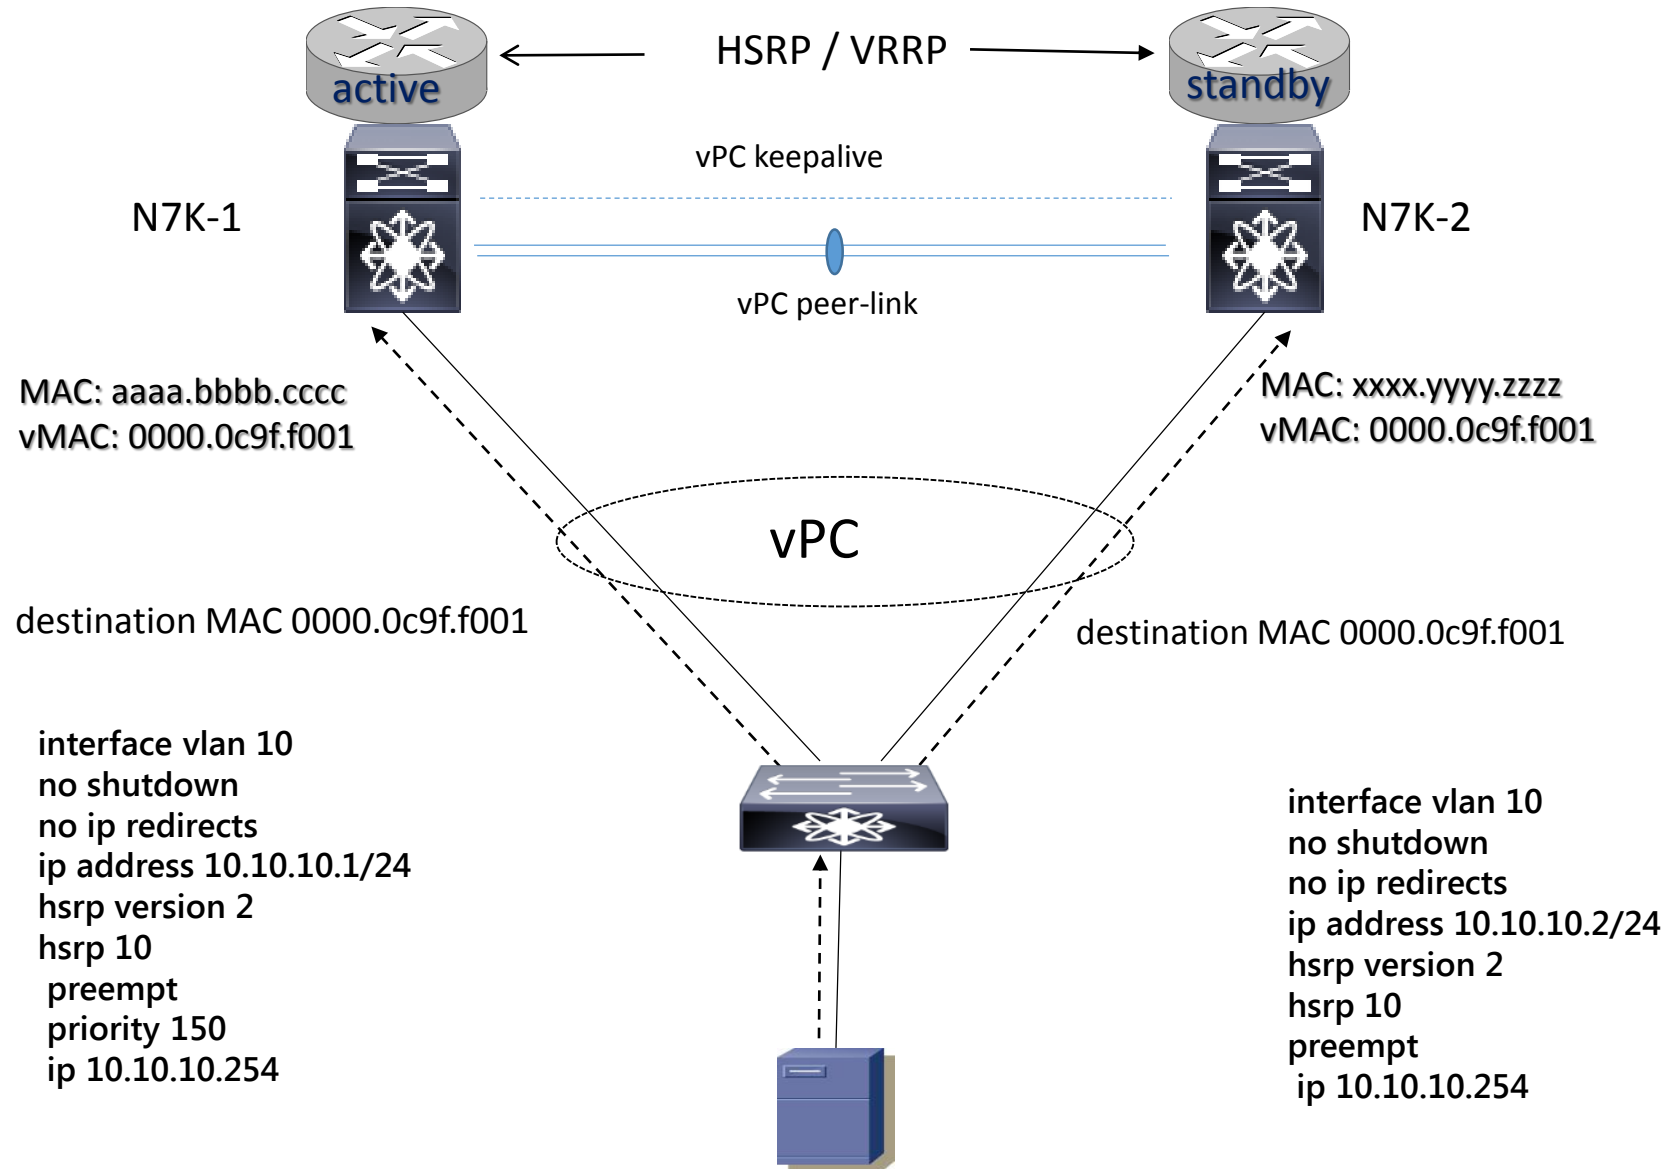 HSRP / VRRP
active
standby
vPC keepalive
N7K-1
N7K-2
vPC peer-link
MAC: aaaa.bbbb.cccc
vMAC: 0000.0c9f.f001
MAC: xxxx.yyyy.zzzz
vMAC: 0000.0c9f.f001
vPC
destination MAC 0000.0c9f.f001
destination MAC 0000.0c9f.f001
interface vlan 10
no shutdown
no ip redirects
ip address 10.10.10.1/24
hsrp version 2
hsrp 10
preempt
priority 150
ip 10.10.10.254
interface vlan 10
no shutdown
no ip redirects
ip address 10.10.10.2/24
hsrp version 2
hsrp 10
preempt
ip 10.10.10.254